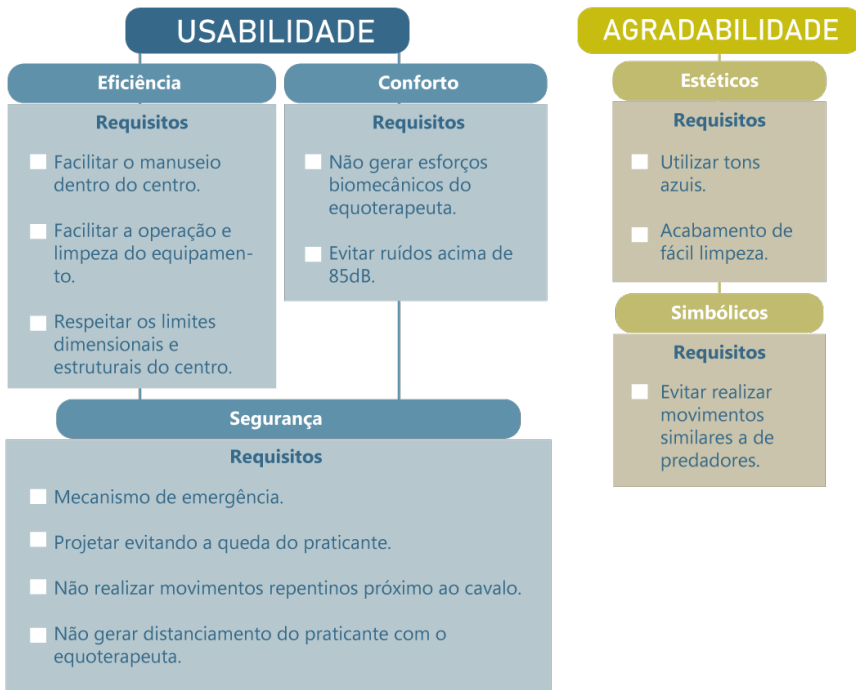 USABILIDADE
Eficiência
Requisitos
Facilitar o manuseio
dentro do centro.
Facilitar a operação e
limpeza do equipamen-
to.
Respeitar os limites
dimensionais e
estruturais do centro.
Conforto
Requisitos
Não gerar esforços
biomecânicos do
equoterapeuta.
Evitar ruídos acima de
85dB.
Segurança
Requisitos
Mecanismo de emergência.
Projetar evitando a queda do praticante.
Não realizar movimentos repentinos próximo ao cavalo.
Não gerar distanciamento do praticante com o
equoterapeuta.
AGRADABILIDADE
Estéticos
Requisitos
Utilizar tons
azuis.
Acabamento de
fácil limpeza.
Simbólicos
Requisitos
Evitar realizar
movimentos
similares a de
predadores.